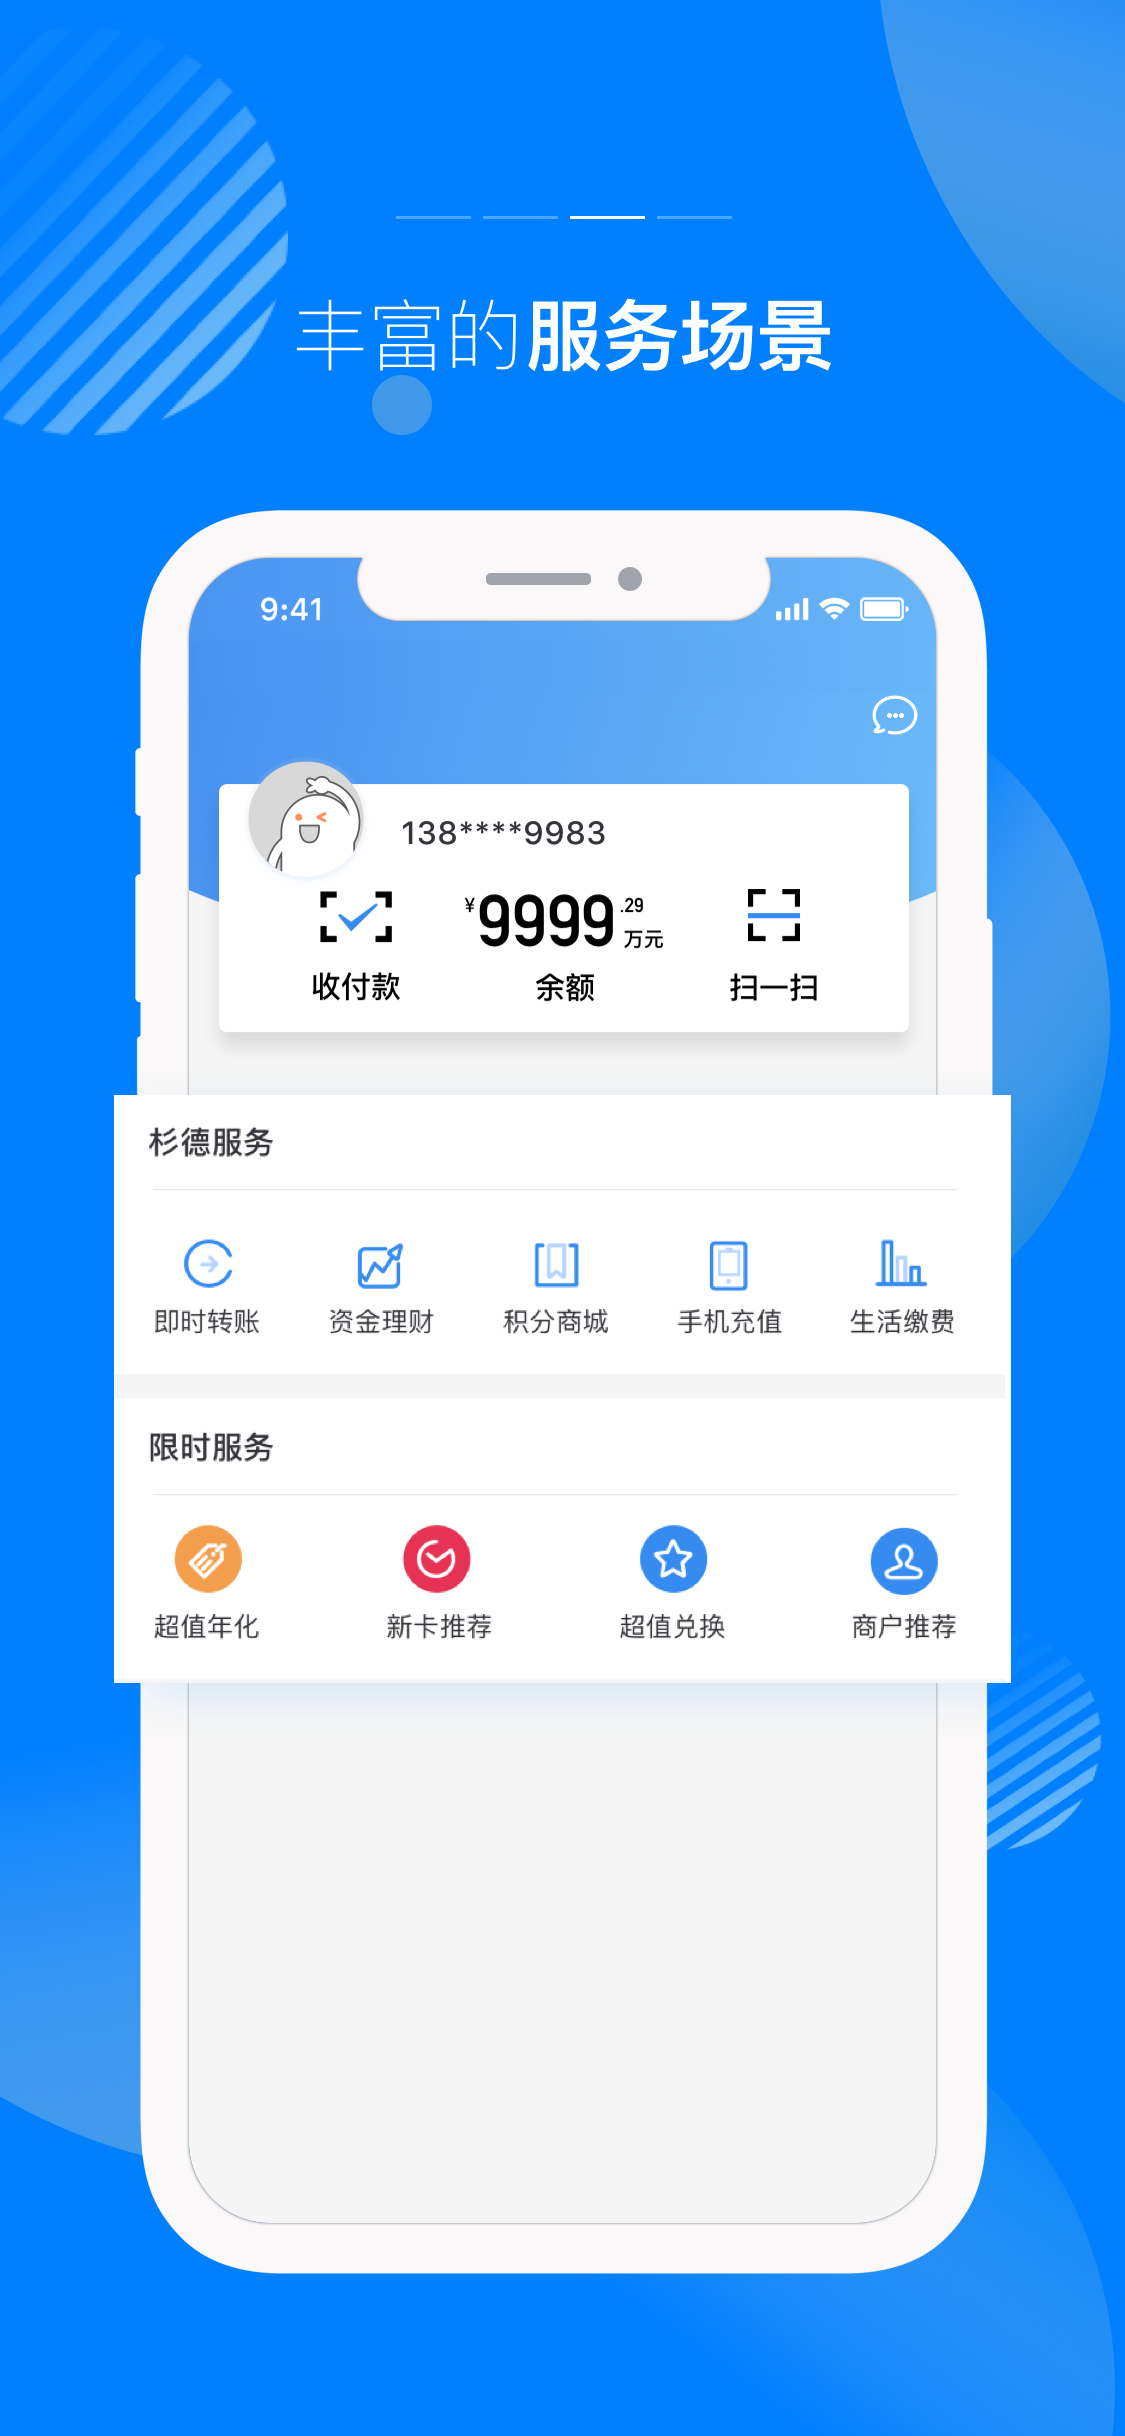 丰富的服务场景
9:41
138****9983
¥9999.29万元
收付款 余额 扫一扫
杉德服务
即时转账 资金理财 积分商城 手机充值 生活缴费
限时服务
超值年化 新卡推荐 超值兑换 商户推荐